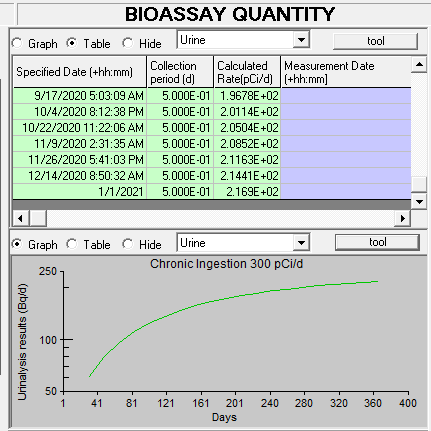 BIOASSAY QUANTITY
Graph Table Hide Urine tool
Specified Date (+hh:mm) Collection period (d) Calculated Rate(pCi/d) Measurement Date (+hh:mm]
9/17/2020 5:03:09 AM 5.000E-01 1.9678E+02
10/4/2020 8:12:38 PM 5.000E-01 2.0114E+02
10/22/2020 11:22:06 AM 5.000E-01 2.0504E+02
11/9/2020 2:31:35 AM 5.000E-01 2.0852E+02
11/26/2020 5:41:03 PM 5.000E-01 2.1163E+02
12/14/2020 8:50:32 AM 5.000E-01 2.1441E+02
1/1/2021 5.000E-01 2.169E+02
Graph Table Hide Urine tool
Chronic Ingestion 300 pCi/d
Urinalysis results (Bq/d)
250
100
50
1 41 81 121 161 201 240 280 320 360 400
Days